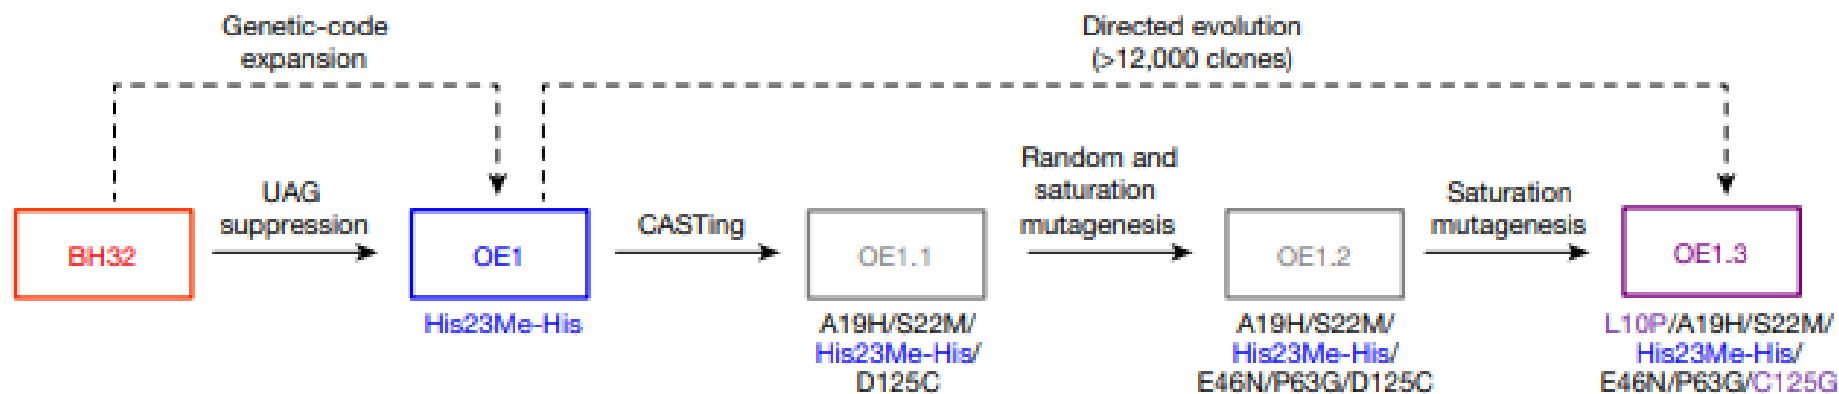 Genetic-code
expansion
Directed evolution
(>12,000 clones)
UAG
suppression
CASTing
Random and
saturation
mutagenesis
Saturation
mutagenesis
BH32
OE1
OE1.1
OE1.2
OE1.3
His23Me-His
A19H/S22M/
His23Me-His/
D125C
A19H/S22M/
His23Me-His/
E46N/P63G/D125C
L10P/A19H/S22M/
His23Me-His/
E46N/P63G/C125G